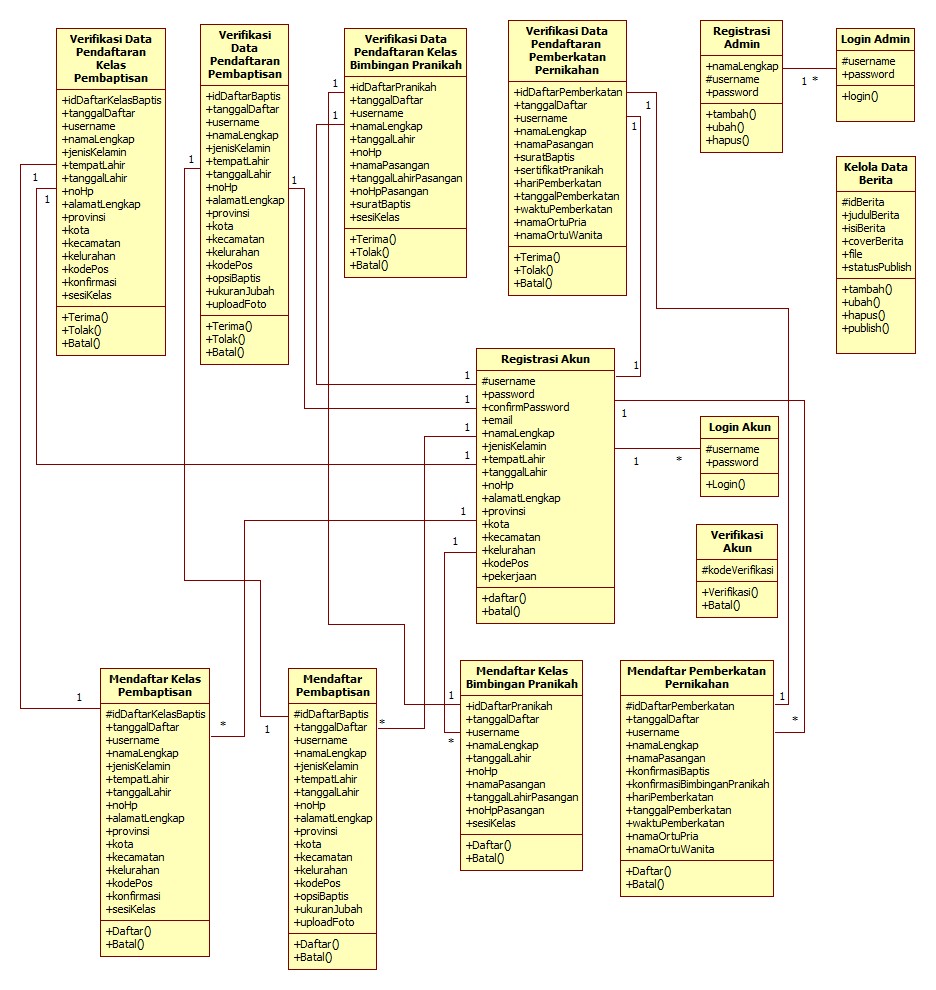 Verifikasi Data
Pendaftaran
Kelas
Pembaptisan
+idDaftarKelasBaptis
+tanggalDaftar
+username
+namaLengkap
+jenisKelamin
+tempatLahir
+tanggalLahir
+noHp
+alamatLengkap
+provinsi
+kota
+kecamatan
+kelurahan
+kodePos
+konfirmasi
+sesiKelas
+Terima()
+Tolak()
+Batal()
Verifikasi
Data
Pendaftaran
Pembaptisan
+idDaftarBaptis
+tanggalDaftar
+username
+namaLengkap
+jenisKelamin
+tempatLahir
+tanggalLahir
+noHp
+alamatLengkap
+provinsi
+kota
+kecamatan
+kelurahan
+kodePos
+opsiBaptis
+ukuranJubah
+uploadFoto
+Terima()
+Tolak()
+Batal()
Verifikasi Data
Pendaftaran Kelas
Bimbingan Pranikah
+idDaftarPranikah
+tanggalDaftar
+username
+namaLengkap
+tanggalLahir
+noHp
+namaPasangan
+tanggalLahirPasangan
+noHpPasangan
+suratBaptis
+sesiKelas
+Terima()
+Tolak()
+Batal()
Verifikasi Data
Pendaftaran
Pemberkatan
Pernikahan
+idDaftarPemberkatan
+tanggalDaftar
+username
+namaLengkap
+namaPasangan
+suratBaptis
+sertifikatPranikah
+hariPemberkatan
+tanggalPemberkatan
+waktuPemberkatan
+namaOrtuPria
+namaOrtuWanita
+Terima()
+Tolak()
+Batal()
Registrasi
Admin
+namaLengkap
#username
+password
+tambah()
+ubah()
+hapus()
1 *
Login Admin
#username
+password
+login()
Kelola Data
Berita
#idBerita
+judulBerita
+isiBerita
+coverBerita
+file
+statusPublish
+tambah()
+ubah()
+hapus()
+publish()
1
1
1
1
1
1
1
1
Registrasi Akun
#username
+password
+confirmPassword
+email
+namaLengkap
+jenisKelamin
+tempatLahir
+tanggalLahir
+noHp
+alamatLengkap
+provinsi
+kota
+kecamatan
+kelurahan
+kodePos
+pekerjaan
+daftar()
+batal()
1
1
1
1
1
1
1
1
1 *
Login Akun
#username
+password
+Login()
Verifikasi
Akun
#kodeVerifikasi
+Verifikasi()
+Batal()
1
Mendaftar Kelas
Pembaptisan
#idDaftarKelasBaptis
+tanggalDaftar
+username
+namaLengkap
+jenisKelamin
+tempatLahir
+tanggalLahir
+noHp
+alamatLengkap
+provinsi
+kota
+kecamatan
+kelurahan
+kodePos
+konfirmasi
+sesiKelas
+Daftar()
+Batal()
*
1
Mendaftar
Pembaptisan
#idDaftarBaptis
+tanggalDaftar
+username
+namaLengkap
+jenisKelamin
+tempatLahir
+tanggalLahir
+noHp
+alamatLengkap
+provinsi
+kota
+kecamatan
+kelurahan
+kodePos
+opsiBaptis
+ukuranJubah
+uploadFoto
+Daftar()
+Batal()
*
1
*
Mendaftar Kelas
Bimbingan Pranikah
+idDaftarPranikah
+tanggalDaftar
+username
+namaLengkap
+tanggalLahir
+noHp
+namaPasangan
+tanggalLahirPasangan
+noHpPasangan
+sesiKelas
+Daftar()
+Batal()
Mendaftar Pemberkatan
Pernikahan
#idDaftarPemberkatan
+tanggalDaftar
+username
+namaLengkap
+namaPasangan
+konfirmasiBaptis
+konfirmasiBimbinganPranikah
+hariPemberkatan
+tanggalPemberkatan
+waktuPemberkatan
+namaOrtuPria
+namaOrtuWanita
+Daftar()
+Batal()
1
*